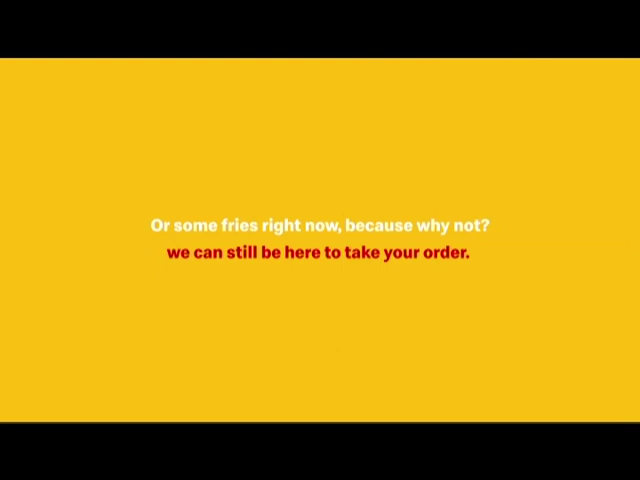 Or some fries right now, because why not?
we can still be here to take your order.